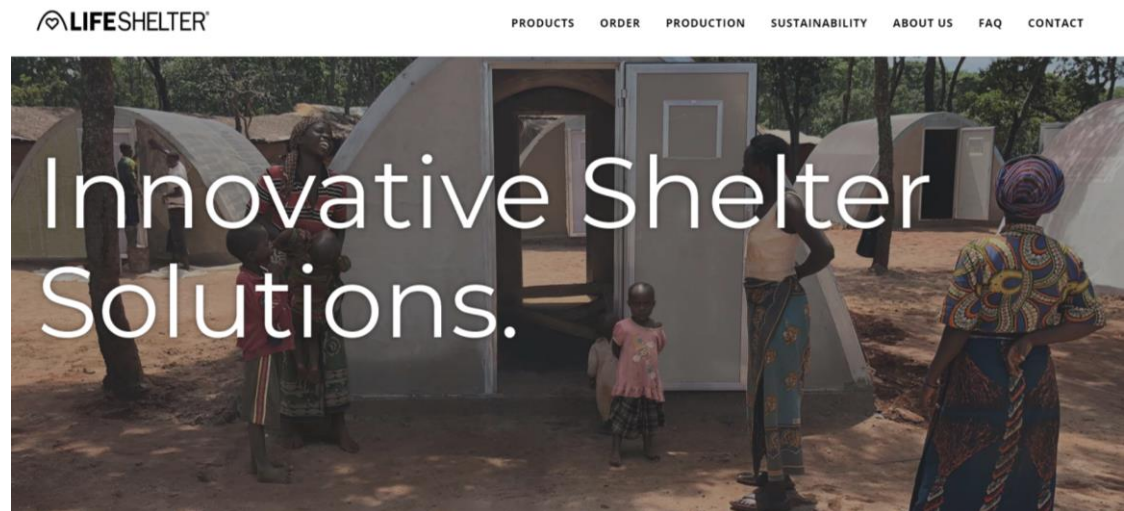 LIFESHELTER®
PRODUCTS ORDER PRODUCTION SUSTAINABILITY ABOUT US FAQ CONTACT
Innovative Shelter
Solutions.